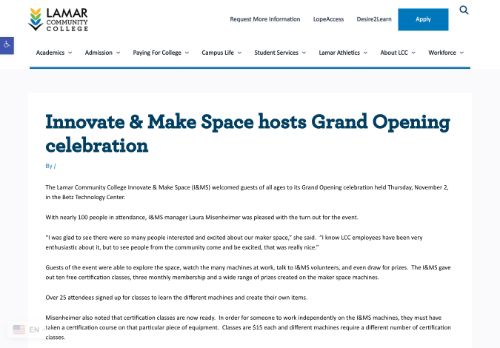 LAMAR
COMMUNITY
COLLEGE
Request More Information LopeAccess Desire2Learn Apply
Academics Admission Paying For College Campus Life Student Services Lamar Athletics About LCC Workforce
Innovate & Make Space hosts Grand Opening
celebration
By /
The Lamar Community College Innovate & Make Space (I&MS) welcomed guests of all ages to its Grand Opening celebration held Thursday, November 2,
in the Betz Technology Center.
With nearly 100 people in attendance, I&MS manager Laura Misenheimer was pleased with the turn out for the event.
"I was glad to see there were so many people interested and excited about our maker space," she said. "I know LCC employees have been very
enthusiastic about it, but to see people from the community come and be excited, that was really nice."
Guests of the event were able to explore the space, watch the many machines at work, talk to I&MS volunteers, and even draw for prizes. The I&MS gave
out ten free certification classes, three monthly membership and a wide range of prizes created on the maker space machines.
Over 25 attendees signed up for classes to learn the different machines and create their own items.
Misenheimer also noted that certification classes are now ready. In order for someone to work independently on the I&MS machines, they must have
taken a certification course on that particular piece of equipment. Classes are $15 each and different machines require a different number of certification
classes.
EN